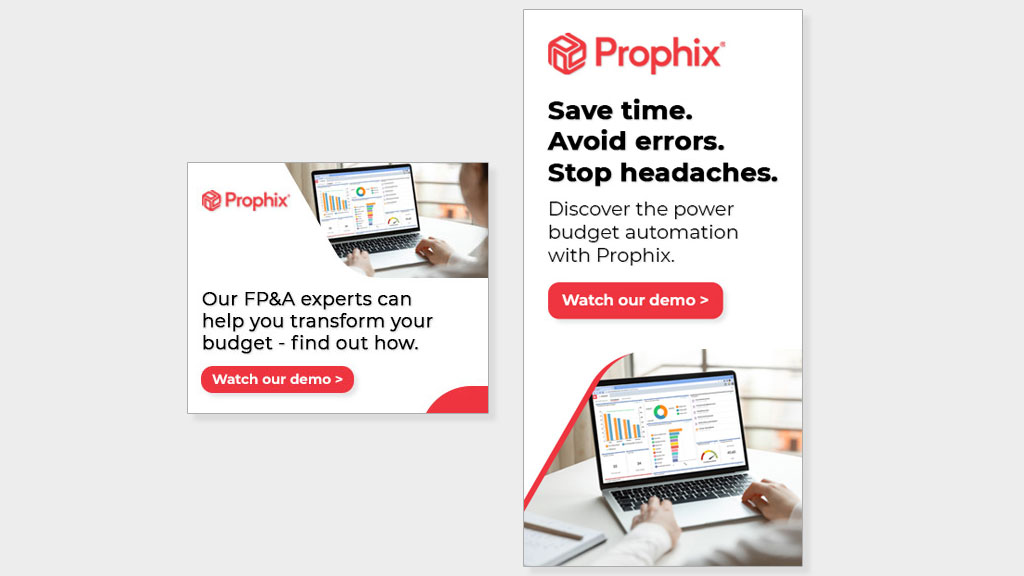 Prophix®
Our FP&A experts can
help you transform your
budget - find out how.
Watch our demo >
Prophix®
Save time.
Avoid errors.
Stop headaches.
Discover the power
budget automation
with Prophix.
Watch our demo >